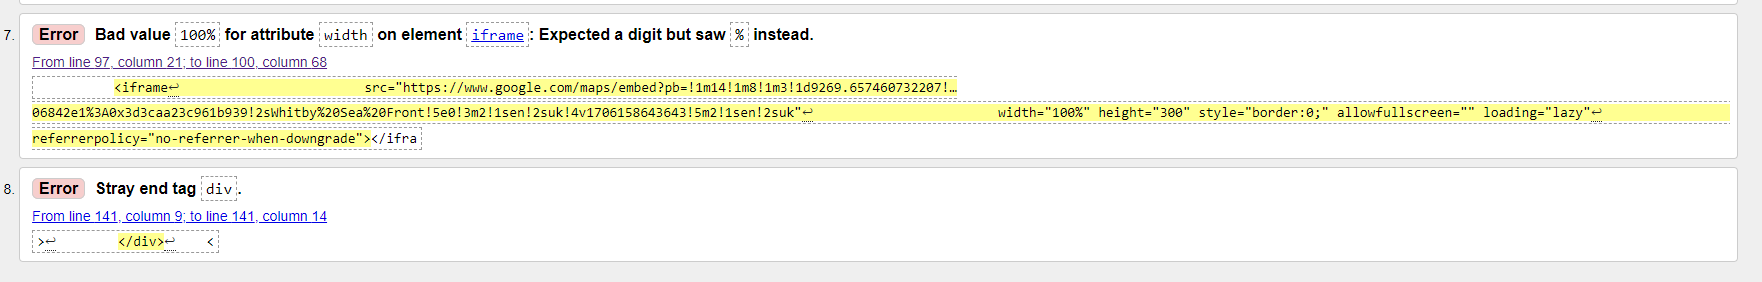 7. Error Bad value 100% for attribute width on element iframe: Expected a digit but saw % instead.
From line 97, column 21; to line 100, column 68
<iframe↩ src="https://www.google.com/maps/embed?pb=!1m14!1m8!1m3!1d9269.657460732207!…
06842e1%3A0x3d3caa23c961b939!2sWhitby%20Sea%20Front!5e0!3m2!1sen!2suk!4v1706158643643!5m2!1sen!2suk"↩ width="100%" height="300" style="border:0;" allowfullscreen="" loading="lazy"↩
referrerpolicy="no-referrer-when-downgrade"></ifra
8. Error Stray end tag div.
From line 141, column 9; to line 141, column 14
>↩ </div>↩ <